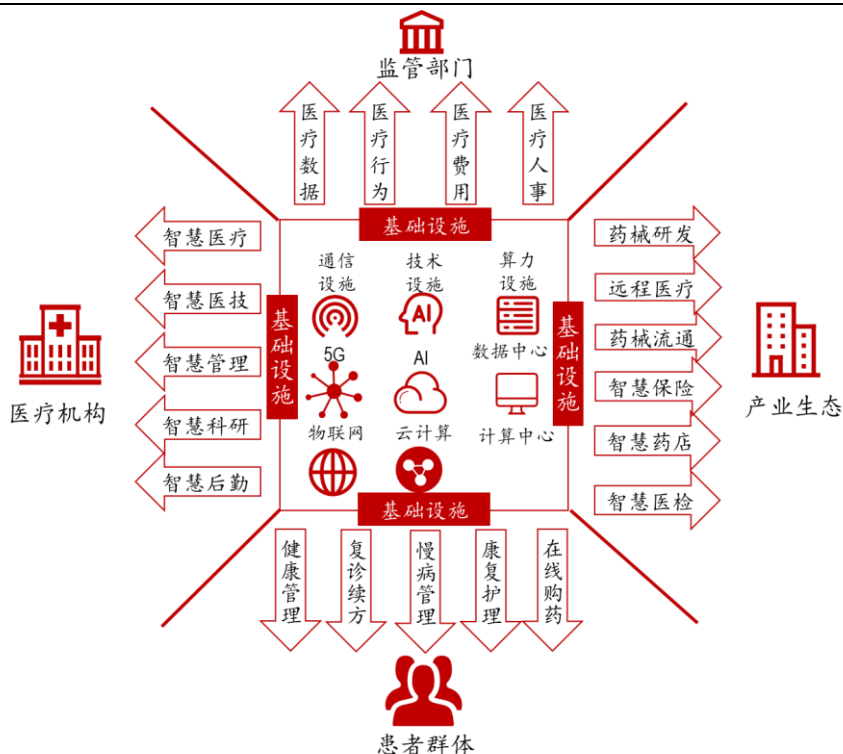 监管部门
医疗数据
医疗行为
医疗费用
医疗人事
基础设施
智慧医疗
智慧医技
智慧管理
智慧科研
智慧后勤
医疗机构
基础设施
通信
设施
技术
设施
算力
设施
AI
5G
AI
数据中心
物联网
云计算
计算中心
基础设施
药械研发
远程医疗
药械流通
智慧保险
智慧药店
智慧医检
产业生态
基础设施
健康管理
复诊续方
慢病管理
康复护理
在线购药
患者群体